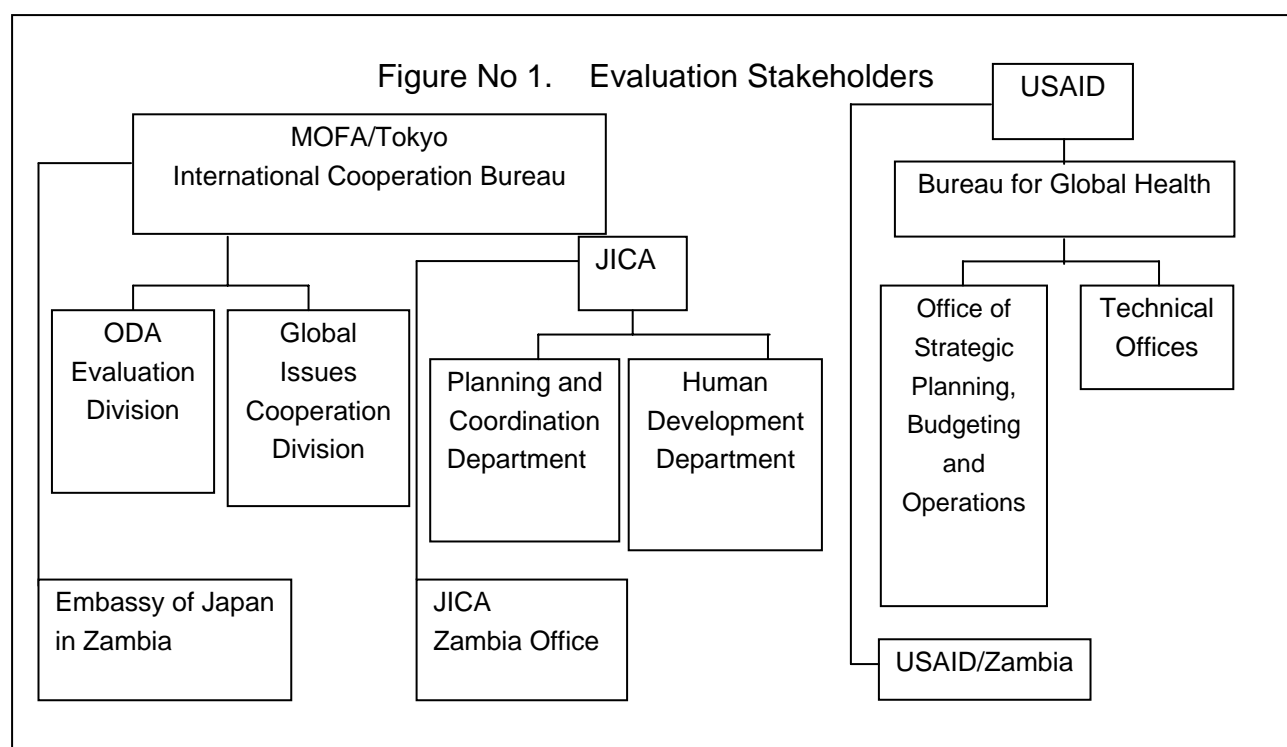 Figure No 1. Evaluation Stakeholders
MOFA/Tokyo
International Cooperation Bureau
ODA
Evaluation
Division
Global
Issues
Cooperation
Division
Embassy of Japan
in Zambia
JICA
Planning and
Coordination
Department
Human
Development
Department
JICA
Zambia Office
USAID
Bureau for Global Health
Office of
Strategic
Planning,
Budgeting
and
Operations
Technical
Offices
USAID/Zambia